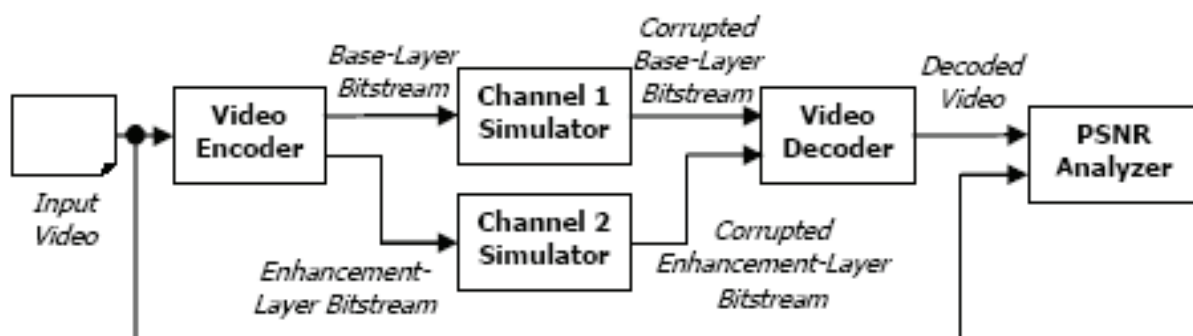 Input
Video
Video
Encoder
Base-Layer
Bitstream
Enhancement-
Layer Bitstream
Channel 1
Simulator
Channel 2
Simulator
Corrupted
Base-Layer
Bitstream
Corrupted
Enhancement-Layer
Bitstream
Video
Decoder
Decoded
Video
PSNR
Analyzer